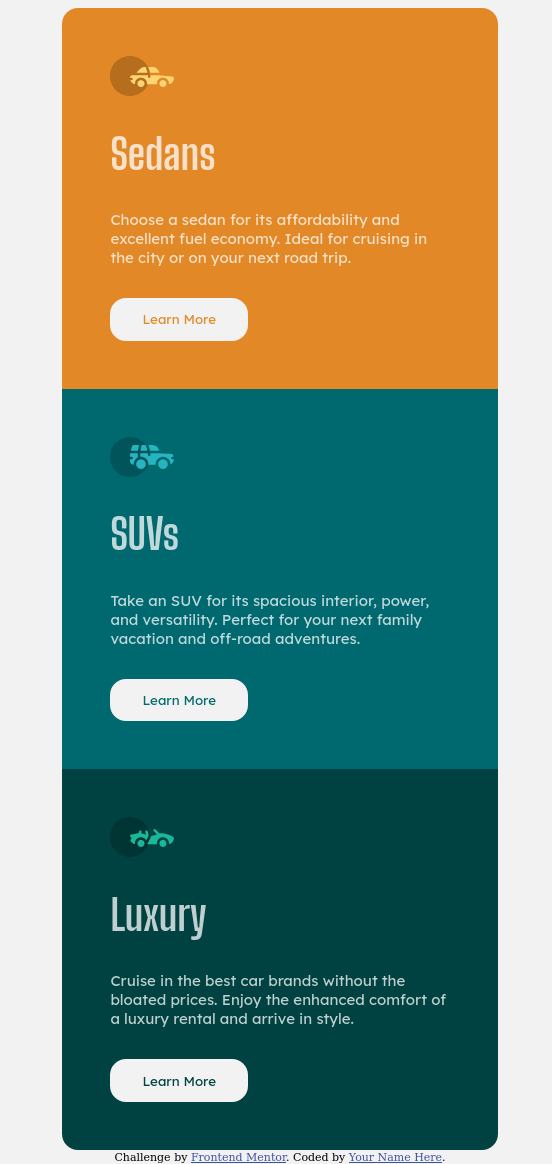 Sedans
Choose a sedan for its affordability and
excellent fuel economy. Ideal for cruising in
the city or on your next road trip.
Learn More
SUVs
Take an SUV for its spacious interior, power,
and versatility. Perfect for your next family
vacation and off-road adventures.
Learn More
Luxury
Cruise in the best car brands without the
bloated prices. Enjoy the enhanced comfort of
a luxury rental and arrive in style.
Learn More
Challenge by Frontend Mentor. Coded by Your Name Here.